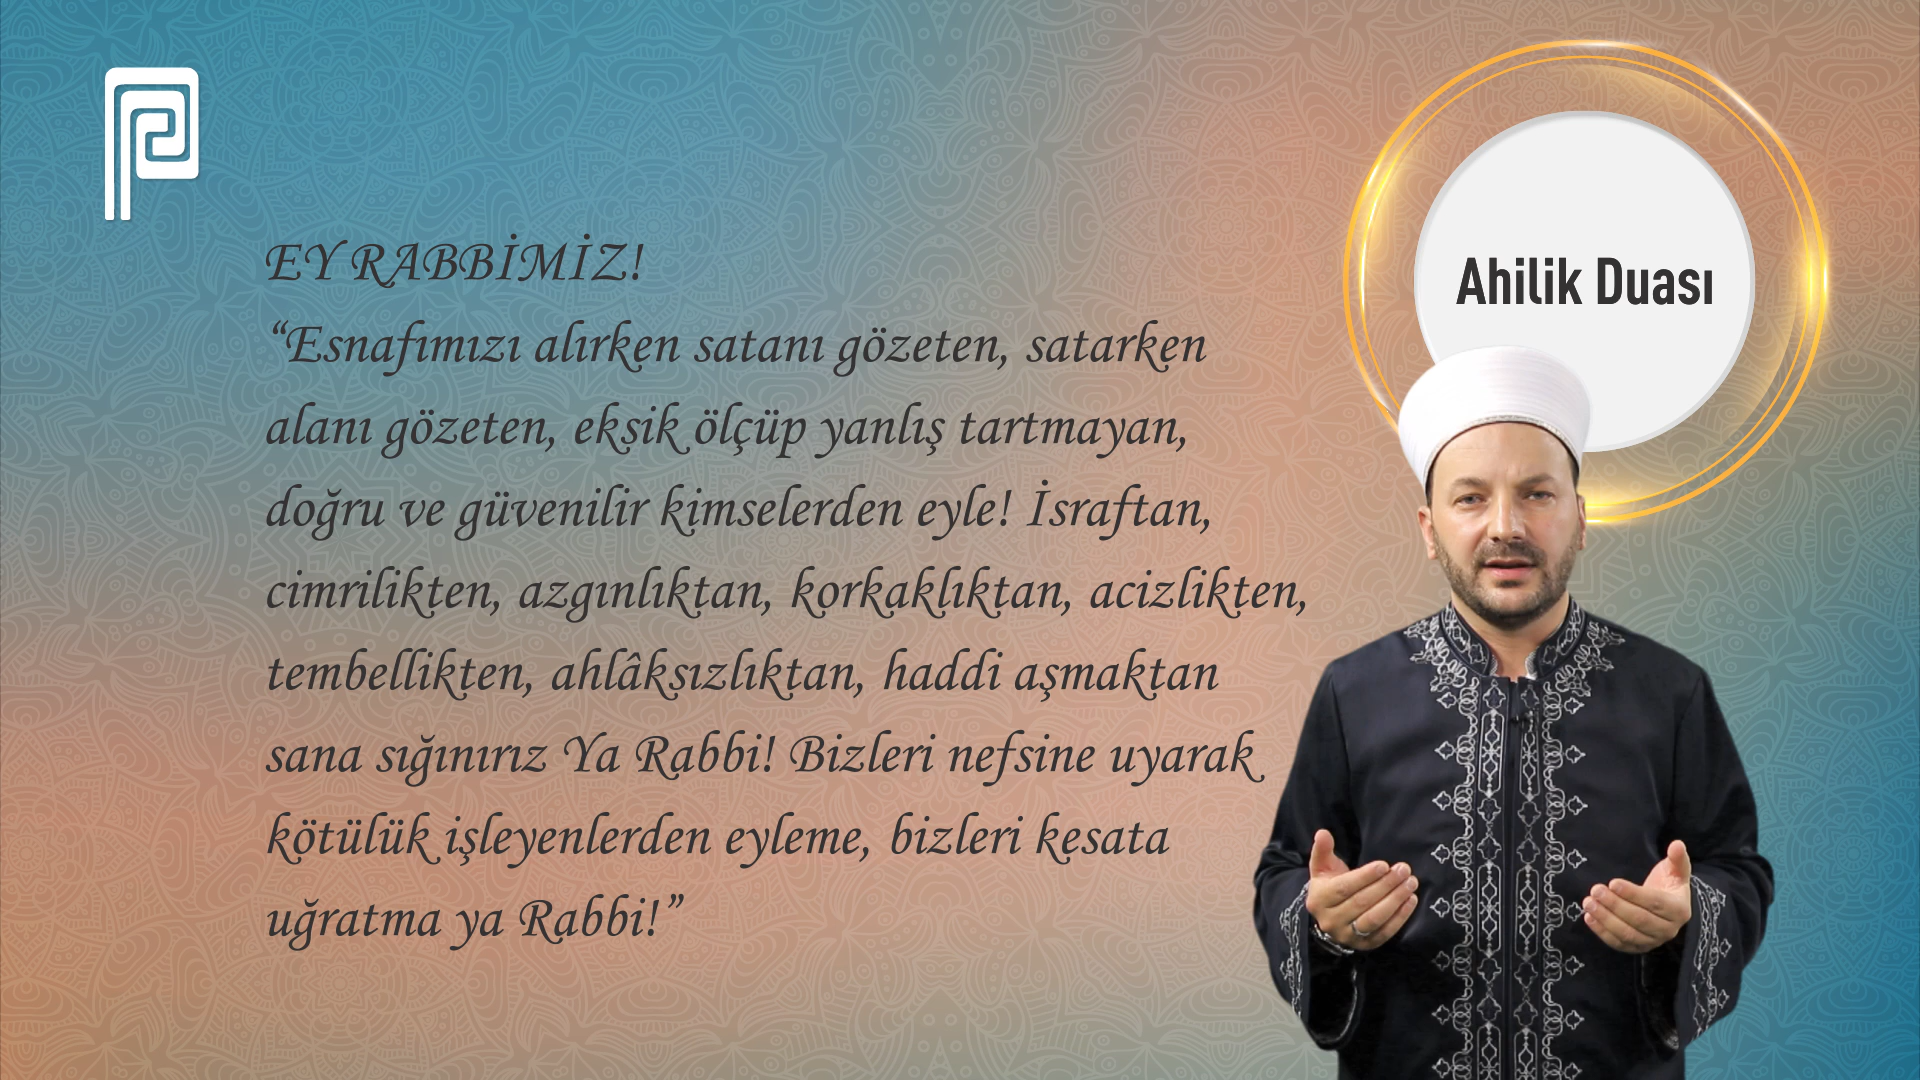 EY RABBİMİZ!
“Esnafımızı alırken satanı gözeten, satarken
alanı gözeten, eksik ölçüp yanlış tartmayan,
doğru ve güvenilir kimselerden eyle! İsraftan,
cimrilikten, azgınlıktan, korkaklıktan, acizlikten,
tembellikten, ahlâksızlıktan, haddi aşmaktan
sana sığınırız Ya Rabbi! Bizleri nefsine uyarak
kötülük işleyenlerden eyleme, bizleri kesata
uğratma ya Rabbi!”
Ahilik Duası